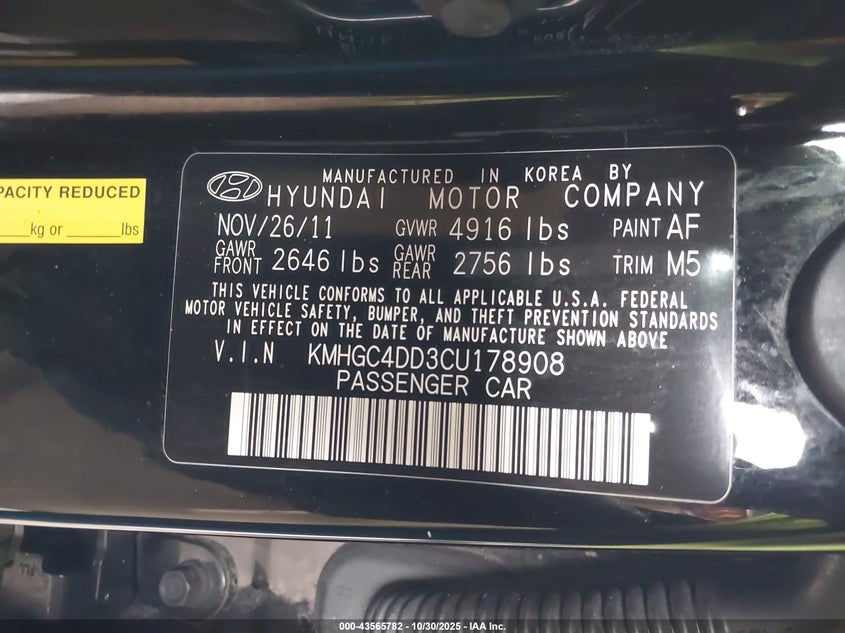 PACITY REDUCED
kg or ______ lbs
MANUFACTURED IN KOREA BY
HYUNDAI MOTOR COMPANY
NOV/26/11 GVWR 4916 lbs PAINT AF
GAWR FRONT 2646 lbs GAWR REAR 2756 lbs TRIM M5
THIS VEHICLE CONFORMS TO ALL APPLICABLE U.S.A. FEDERAL
MOTOR VEHICLE SAFETY, BUMPER, AND THEFT PREVENTION STANDARDS
IN EFFECT ON THE DATE OF MANUFACTURE SHOWN ABOVE
V.I.N KMHGC4DD3CU178908
PASSENGER CAR
000-43565782 - 10/30/2025 - IAA Inc.